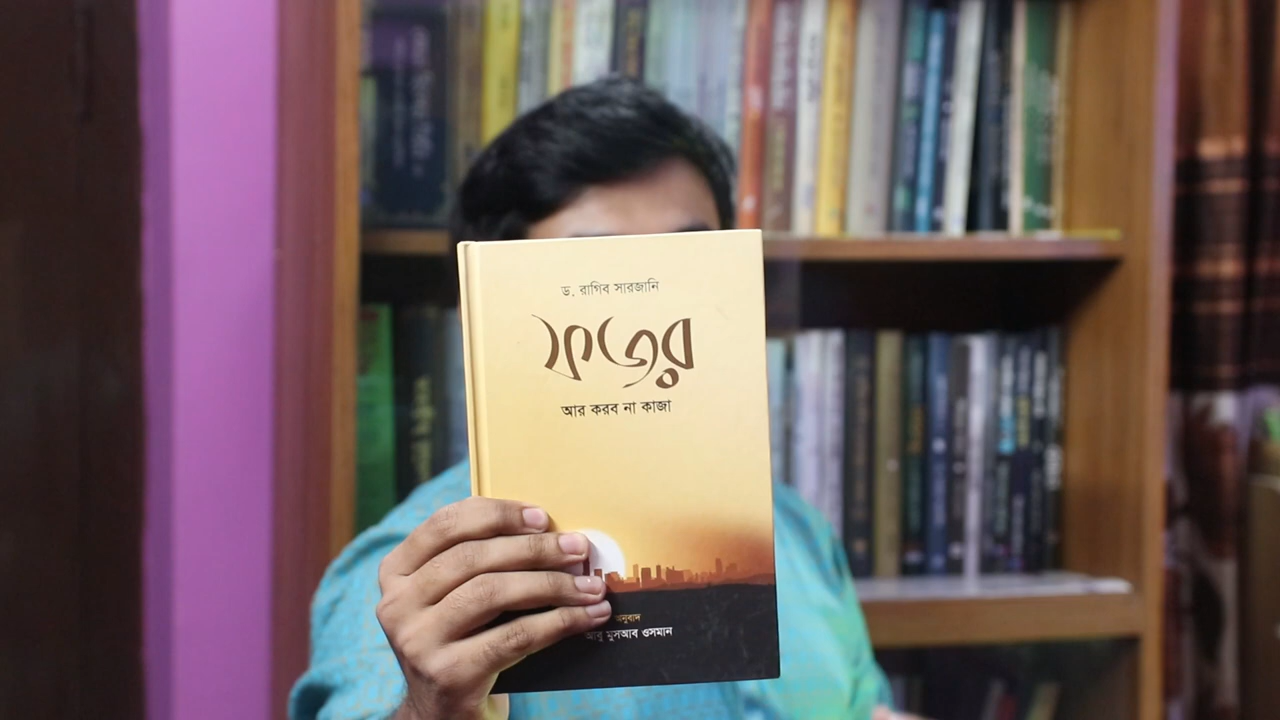 ড. রাগিব সারজানি
ফজর
আর করব না কাজা
অনুবাদ
আবু মুসআব ওসমান